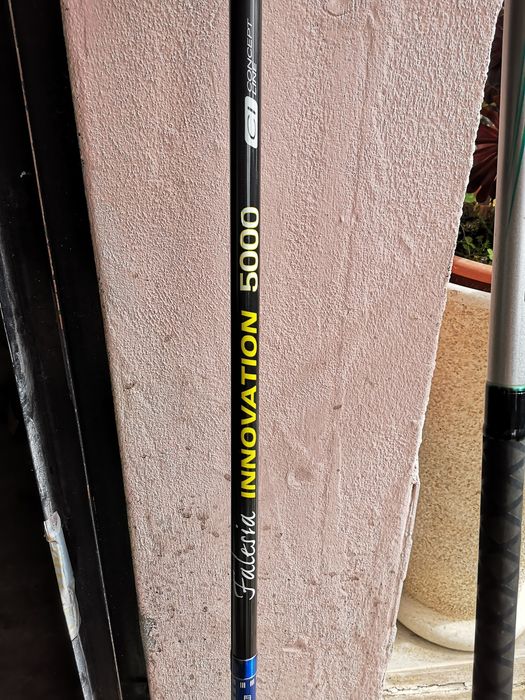 Falesia INNOVATION 5000
Ci CONCEPT
LINE